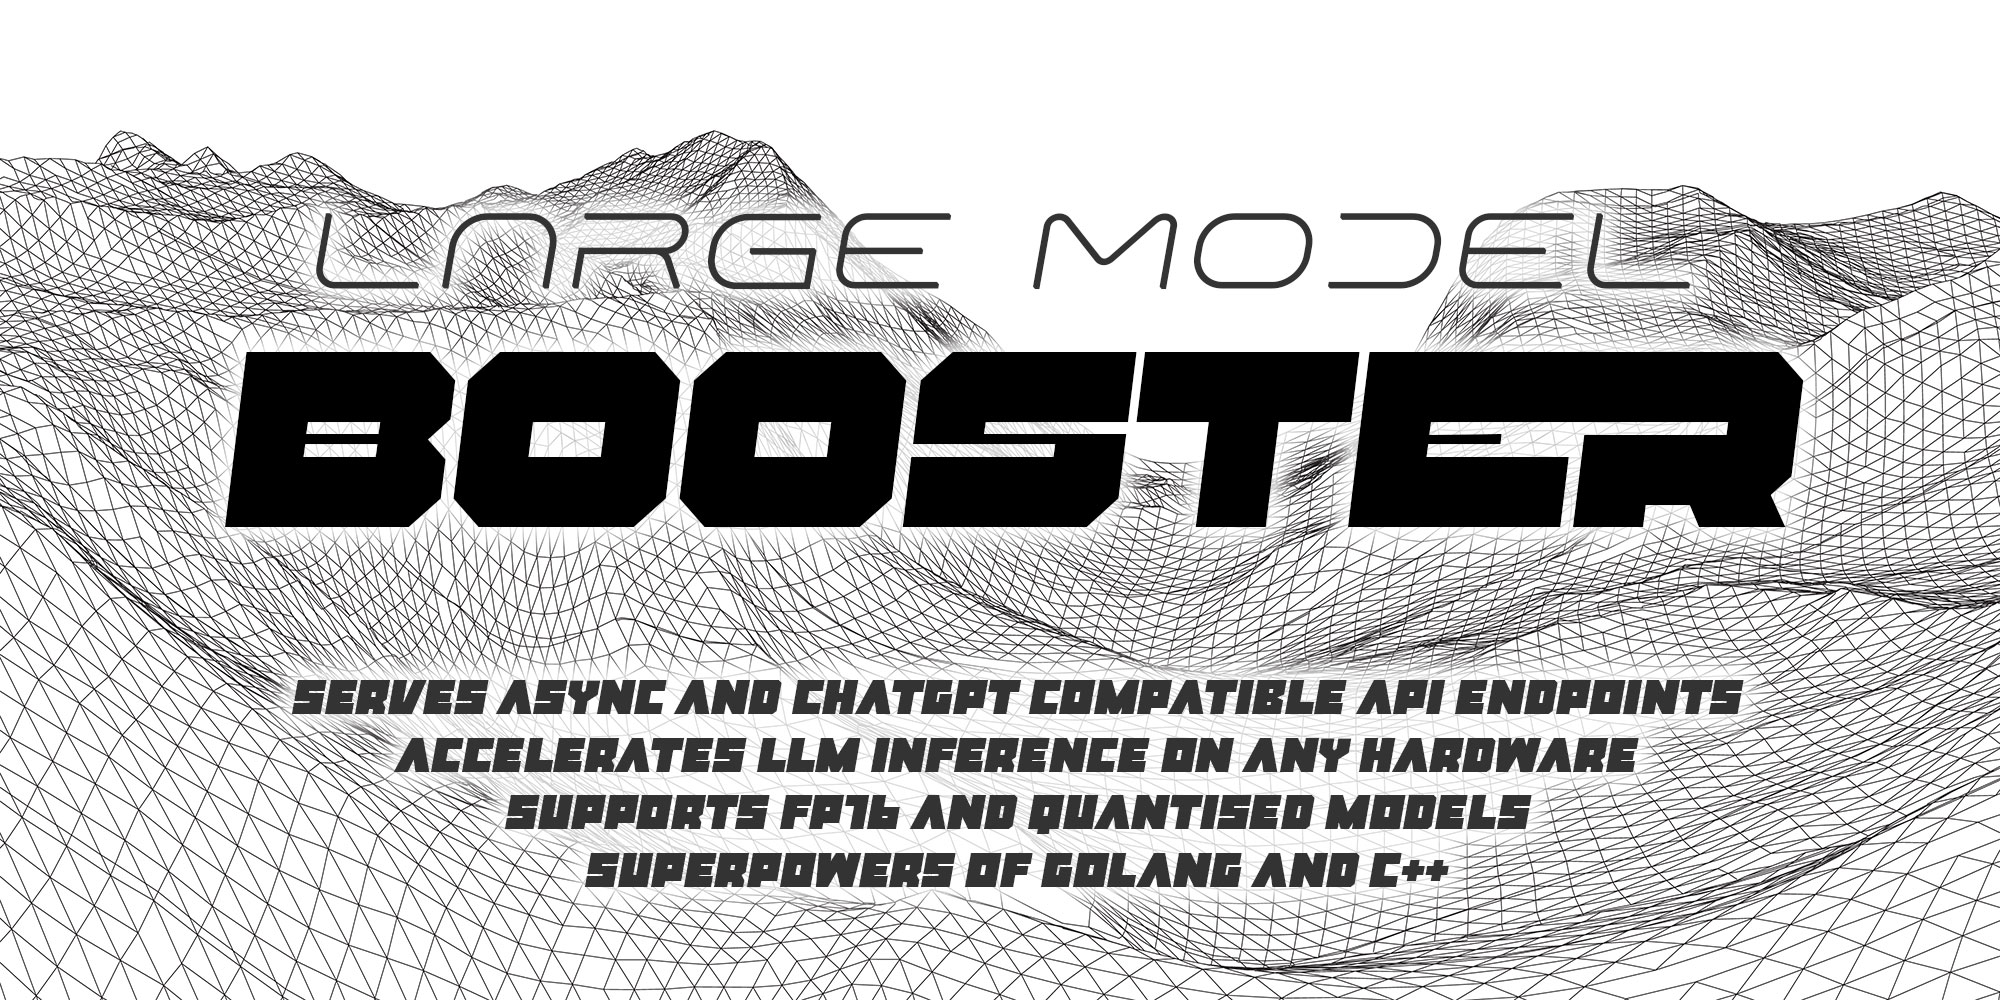 LARGE MODEL
BOOSTER
SERVES ASYNC AND CHATGPT COMPATIBLE API ENDPOINTS
ACCELERATES LLM INFERENCE ON ANY HARDWARE
SUPPORTS FP16 AND QUANTISED MODELS
SUPERPOWERS OF GOLANG AND C++